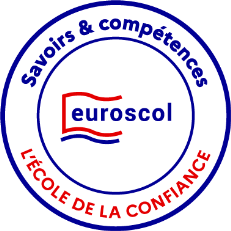 Savoirs & compétences
euroscol
L'ÉCOLE DE LA CONFIANCE